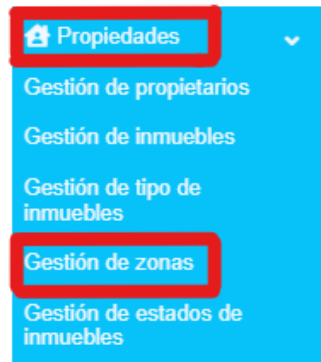 Propiedades
Gestión de propietarios
Gestión de inmuebles
Gestión de tipo de
inmuebles
Gestión de zonas
Gestión de estados de
inmuebles